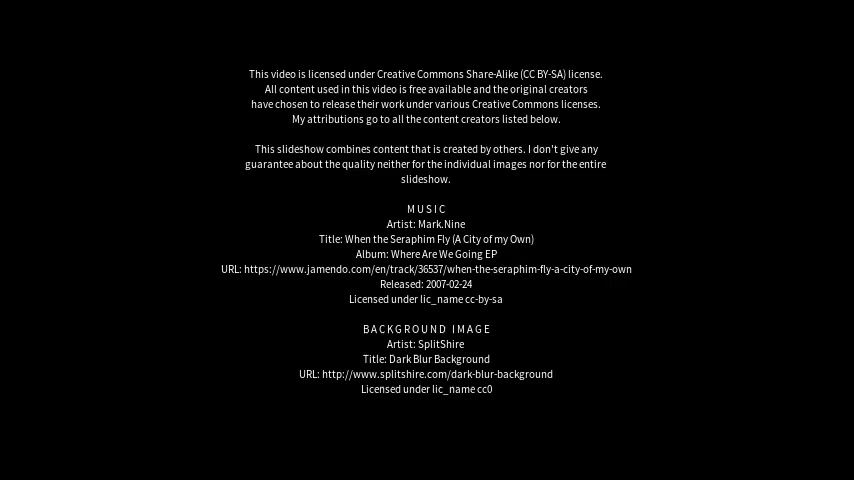 This video is licensed under Creative Commons Share-Alike (CC BY-SA) license.
All content used in this video is free available and the original creators
have chosen to release their work under various Creative Commons licenses.
My attributions go to all the content creators listed below.
This slideshow combines content that is created by others. I don't give any
guarantee about the quality neither for the individual images nor for the entire
slideshow.
MUSIC
Artist: Mark.Nine
Title: When the Seraphim Fly (A City of my Own)
Album: Where Are We Going EP
URL: https://www.jamendo.com/en/track/36537/when-the-seraphim-fly-a-city-of-my-own
Released: 2007-02-24
Licensed under lic_name cc-by-sa
BACKGROUND IMAGE
Artist: SplitShire
Title: Dark Blur Background
URL: http://www.splitshire.com/dark-blur-background
Licensed under lic_name cc0